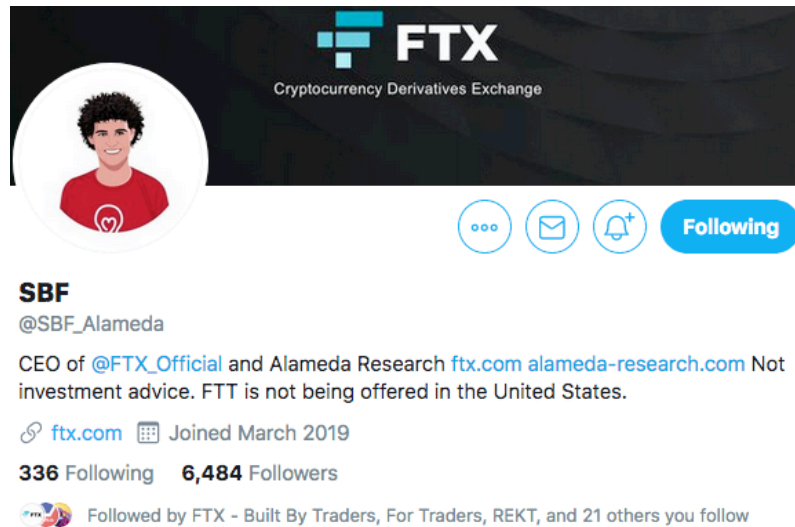 FTX
Cryptocurrency Derivatives Exchange
Following
SBF
@SBF_Alameda
CEO of @FTX_Official and Alameda Research ftx.com alameda-research.com Not
investment advice. FTT is not being offered in the United States.
ftx.com Joined March 2019
336 Following 6,484 Followers
Followed by FTX - Built By Traders, For Traders, REKT, and 21 others you follow